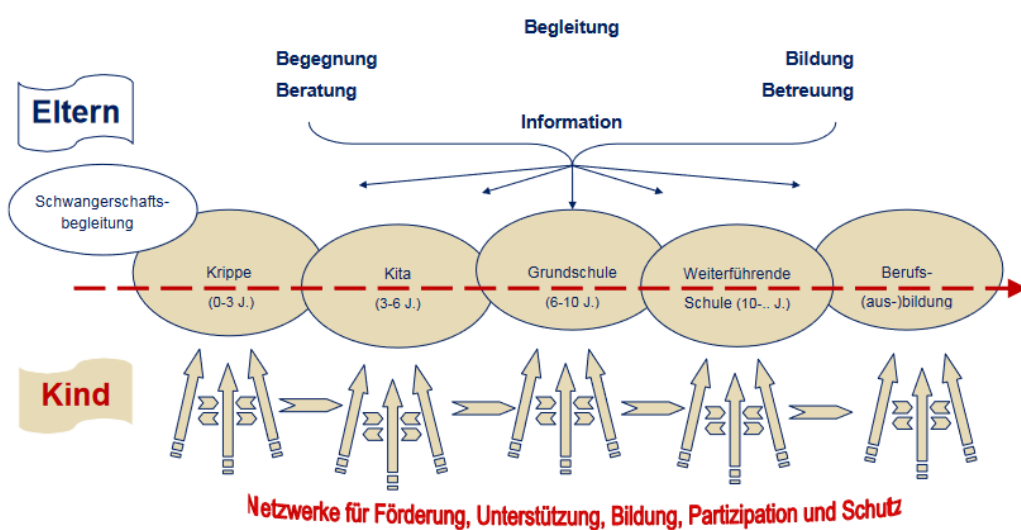 Begleitung
Begegnung
Bildung
Beratung
Betreuung
Eltern
Information
Schwangerschafts-
begleitung
Krippe
(0-3 J.)
Kita
(3-6 J.)
Grundschule
(6-10 J.)
Weiterführende
Schule (10-.. J.)
Berufs-
(aus-)bildung
Kind
Netzwerke für Förderung, Unterstützung, Bildung, Partizipation und Schutz